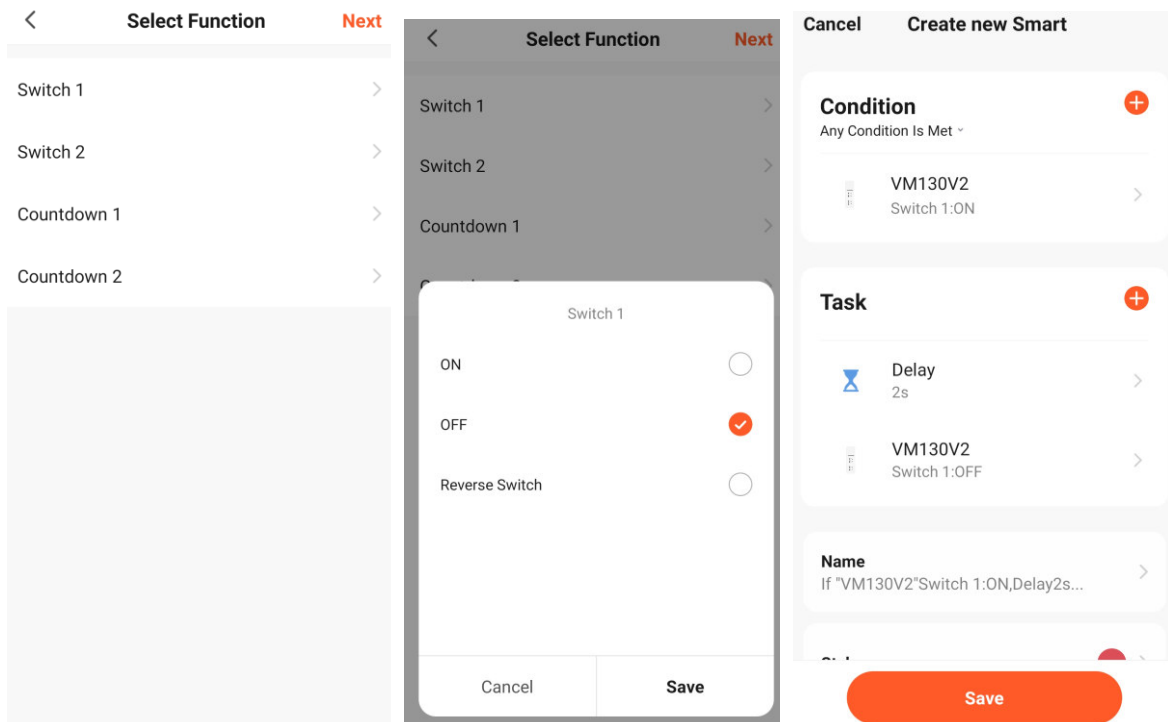 Select Function
Next
Switch 1
Switch 2
Countdown 1
Countdown 2
Select Function
Next
Switch 1
Switch 2
Countdown 1
Switch 1
ON
OFF
Reverse Switch
Cancel
Save
Cancel
Create new Smart
Condition
Any Condition Is Met
VM130V2
Switch 1:ON
Task
Delay
2s
VM130V2
Switch 1:OFF
Name
If "VM130V2"Switch 1:ON,Delay2s...
Save